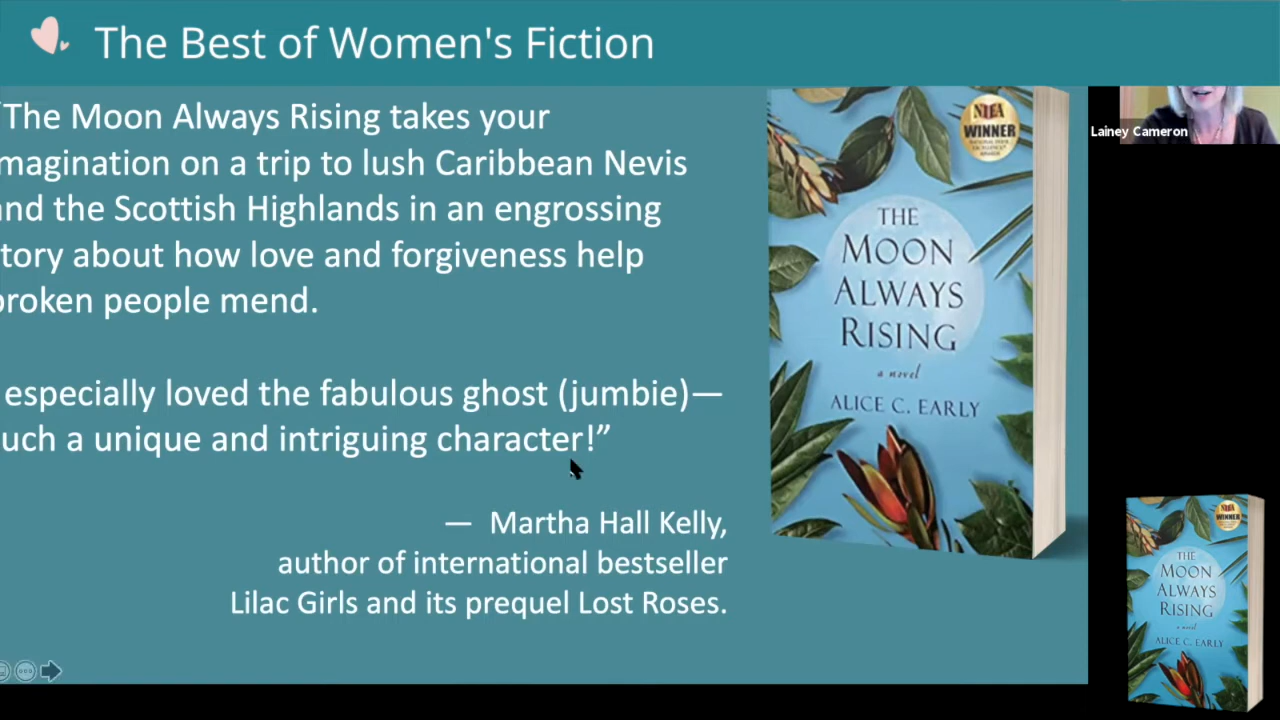 The Best of Women's Fiction
"The Moon Always Rising takes your
magination on a trip to lush Caribbean Nevis
and the Scottish Highlands in an engrossing
tory about how love and forgiveness help
broken people mend.
especially loved the fabulous ghost (jumbie)—
uch a unique and intriguing character!”
— Martha Hall Kelly,
author of international bestseller
Lilac Girls and its prequel Lost Roses.
WINNER
THE
MOON
ALWAYS
RISING
a novel
ALICE C. EARLY
Lainey Cameron
WINNER
THE
MOON
ALWAYS
RISING
a novel
ALICE C. EARLY